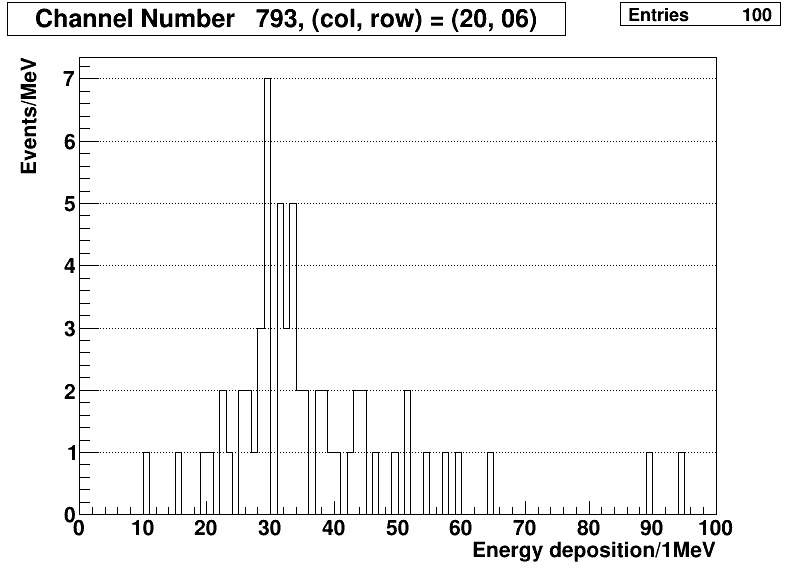 Channel Number 793, (col, row) = (20, 06)
Entries 100
Events/MeV
7
6
5
4
3
2
1
0
0 10 20 30 40 50 60 70 80 90 100
Energy deposition/1MeV